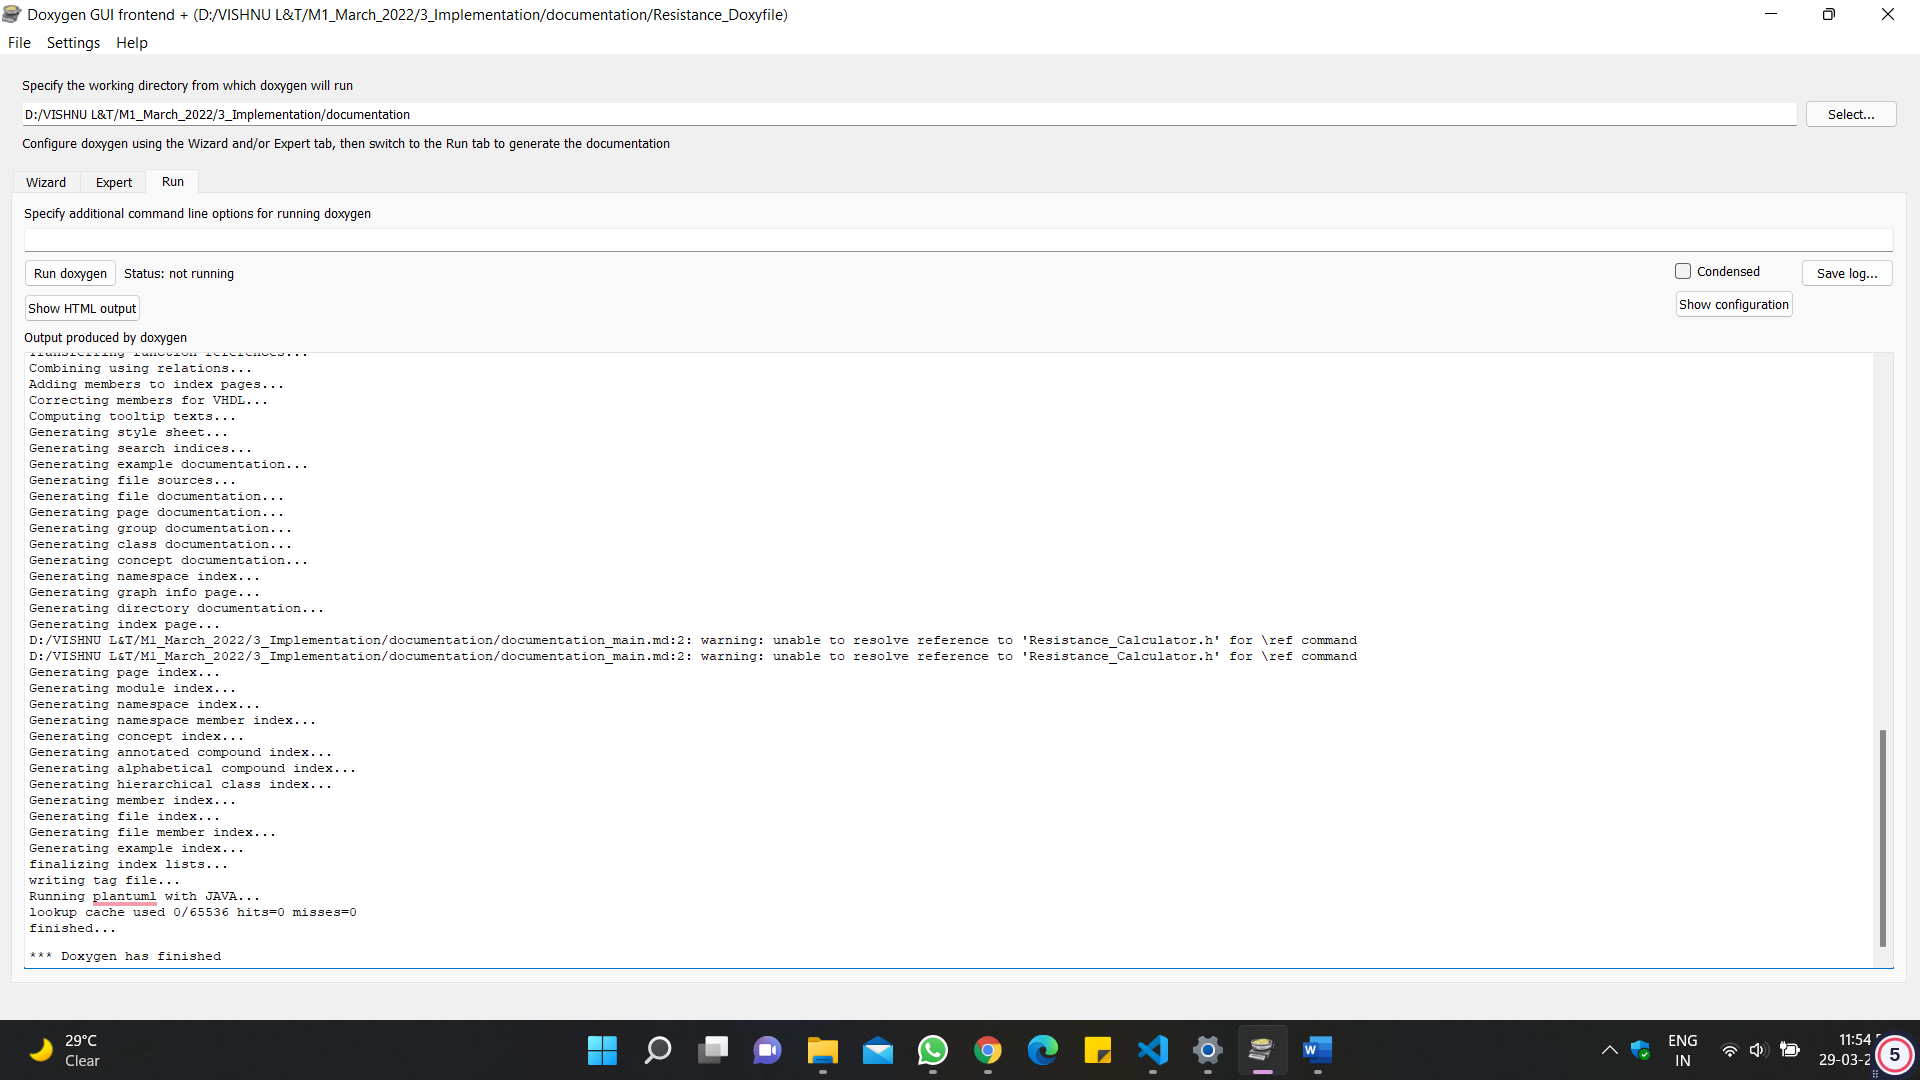 Doxygen GUI frontend + (D:/VISHNU L&T/M1_March_2022/3_Implementation/documentation/Resistance_Doxyfile)
File Settings Help
Specify the working directory from which doxygen will run
D:/VISHNU L&T/M1_March_2022/3_Implementation/documentation
Select...
Configure doxygen using the Wizard and/or Expert tab, then switch to the Run tab to generate the documentation
Wizard Expert Run
Specify additional command line options for running doxygen
Run doxygen Status: not running
Condensed Save log...
Show HTML output
Show configuration
Output produced by doxygen
Transferring function references...
Combining using relations...
Adding members to index pages...
Correcting members for VHDL...
Computing tooltip texts...
Generating style sheet...
Generating search indices...
Generating example documentation...
Generating file sources...
Generating file documentation...
Generating page documentation...
Generating group documentation...
Generating class documentation...
Generating concept documentation...
Generating namespace index...
Generating graph info page...
Generating directory documentation...
Generating index page...
D:/VISHNU L&T/M1_March_2022/3_Implementation/documentation/documentation_main.md:2: warning: unable to resolve reference to 'Resistance_Calculator.h' for \ref command
D:/VISHNU L&T/M1_March_2022/3_Implementation/documentation/documentation_main.md:2: warning: unable to resolve reference to 'Resistance_Calculator.h' for \ref command
Generating page index...
Generating module index...
Generating namespace index...
Generating namespace member index...
Generating concept index...
Generating annotated compound index...
Generating alphabetical compound index...
Generating hierarchical class index...
Generating member index...
Generating file index...
Generating file member index...
Generating example index...
finalizing index lists...
writing tag file...
Running plantuml with JAVA...
lookup cache used 0/65536 hits=0 misses=0
finished...
*** Doxygen has finished
29°C
Clear
ENG
IN
11:54
29-03-2
5